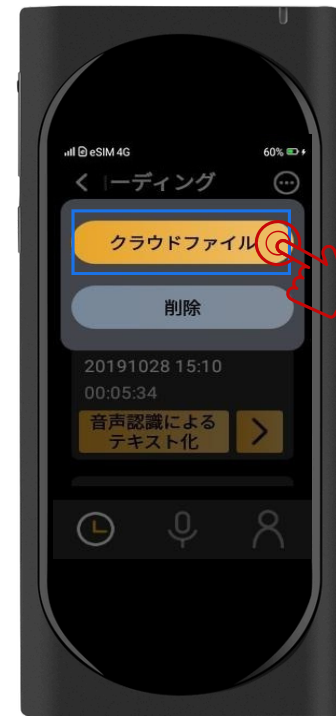 eSIM 4G 60%
ーディング
クラウドファイル
削除
20191028 15:10
00:05:34
音声認識による
テキスト化